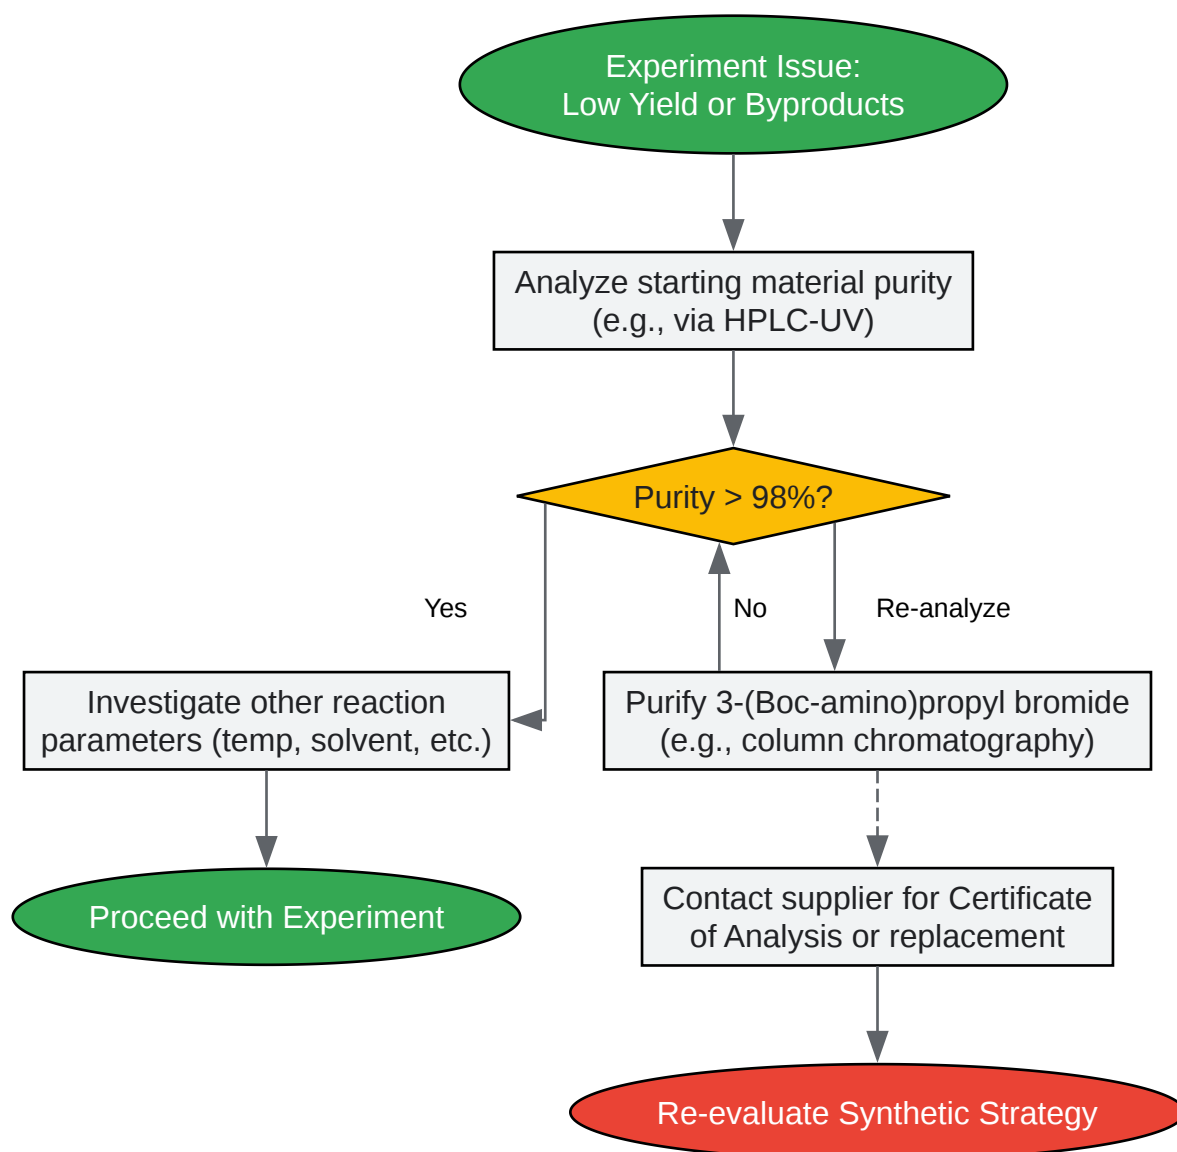 Experiment Issue:
Low Yield or Byproducts
Analyze starting material purity
(e.g., via HPLC-UV)
Purity > 98%?
Yes
No
Re-analyze
Investigate other reaction
parameters (temp, solvent, etc.)
Purify 3-(Boc-amino)propyl bromide
(e.g., column chromatography)
Proceed with Experiment
Contact supplier for Certificate
of Analysis or replacement
Re-evaluate Synthetic Strategy